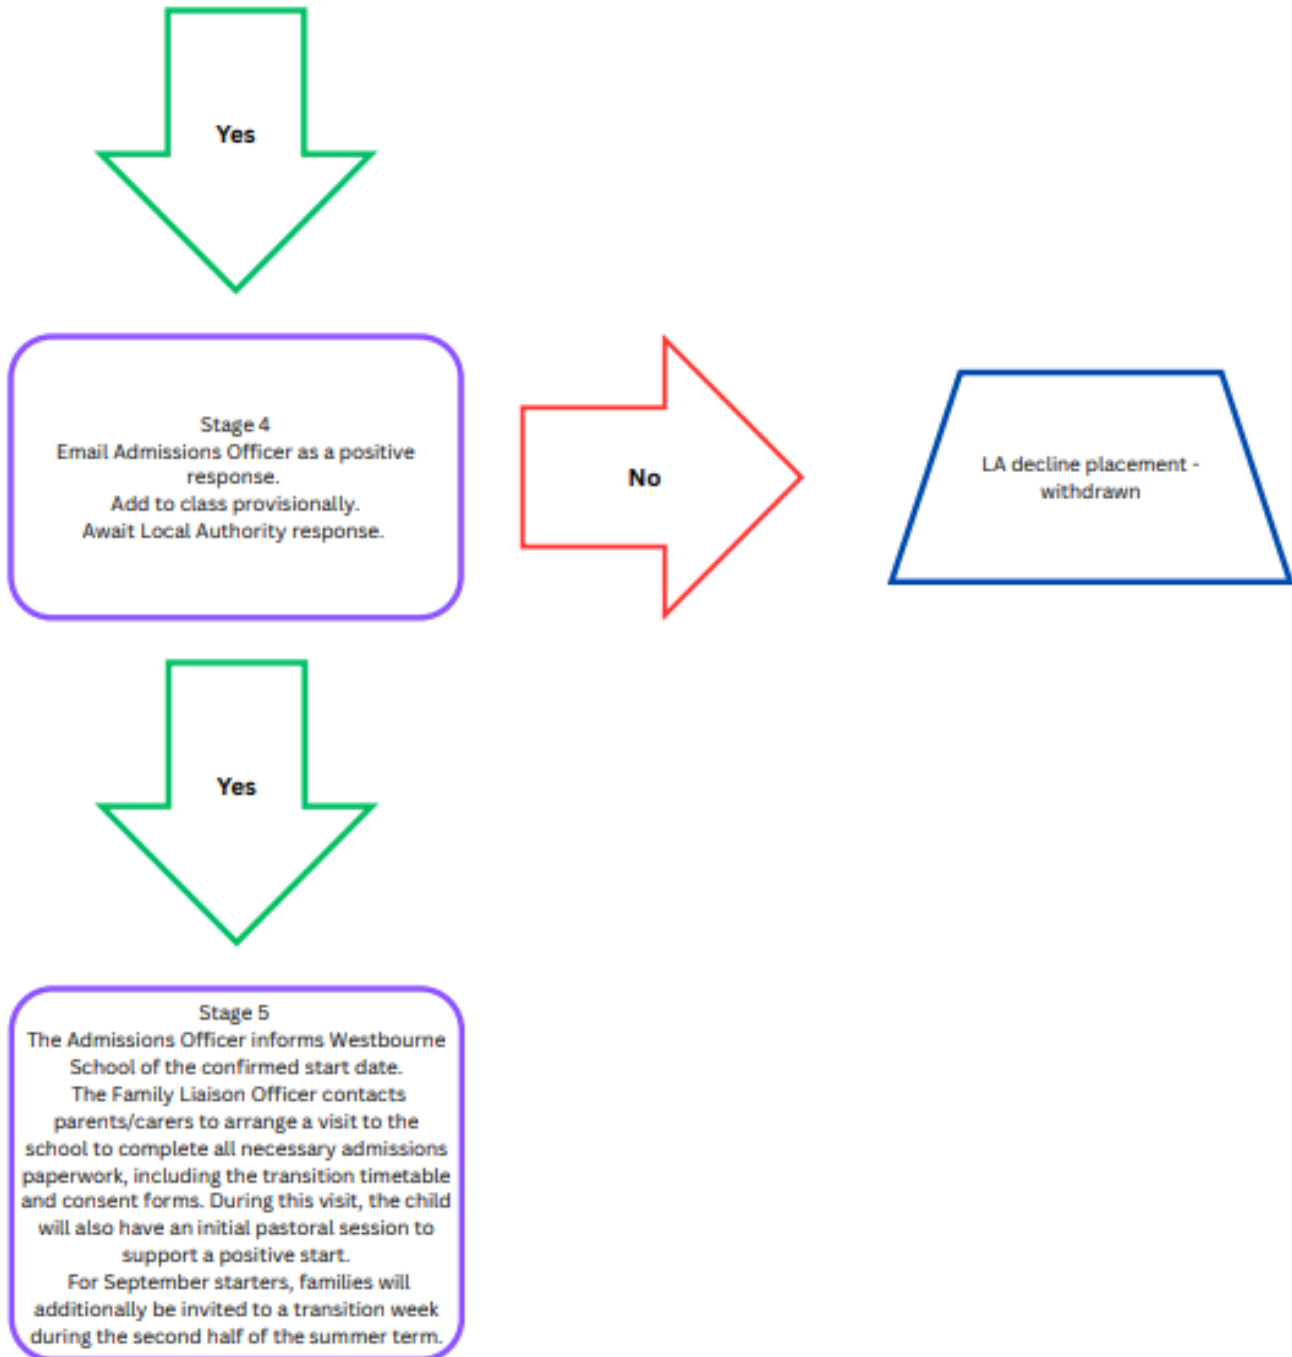 Yes
Stage 4
Email Admissions Officer as a positive
response.
Add to class provisionally.
Await Local Authority response.
No
LA decline placement -
withdrawn
Yes
Stage 5
The Admissions Officer informs Westbourne
School of the confirmed start date.
The Family Liaison Officer contacts
parents/carers to arrange a visit to the
school to complete all necessary admissions
paperwork, including the transition timetable
and consent forms. During this visit, the child
will also have an initial pastoral session to
support a positive start.
For September starters, families will
additionally be invited to a transition week
during the second half of the summer term.